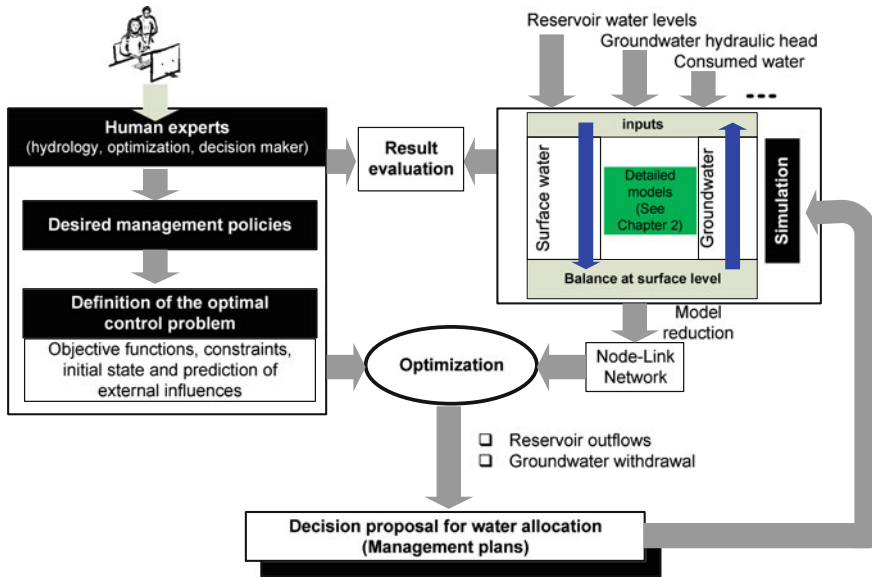 Reservoir water levels
Groundwater hydraulic head
Consumed water
Human experts
(hydrology, optimization, decision maker)
Desired management policies
Definition of the optimal
control problem
Objective functions, constraints,
initial state and prediction of
external influences
Result
evaluation
inputs
Surface water
Detailed
models
(See
Chapter 2)
Groundwater
Simulation
Balance at surface level
Model
reduction
Node-Link
Network
Optimization
Reservoir outflows
Groundwater withdrawal
Decision proposal for water allocation
(Management plans)